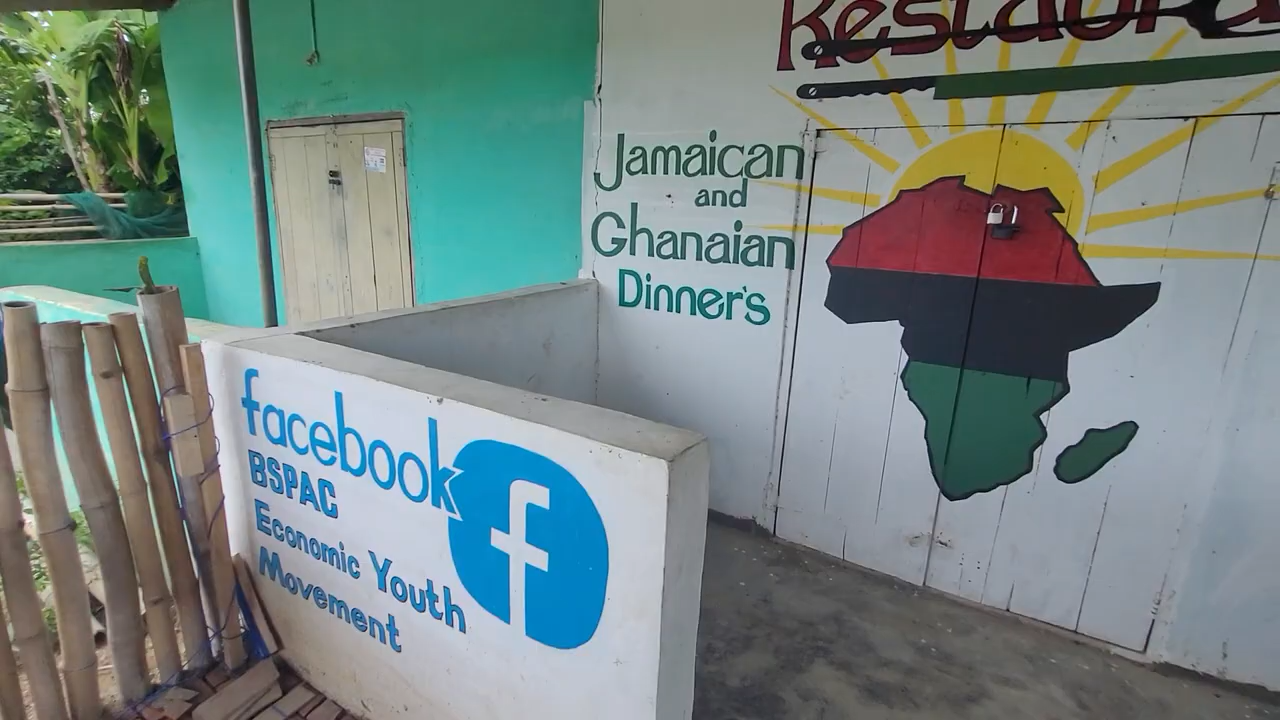 Jamaican
and
Ghanaian
Dinner's
facebook
f
BSPAC
Economic Youth
Movement